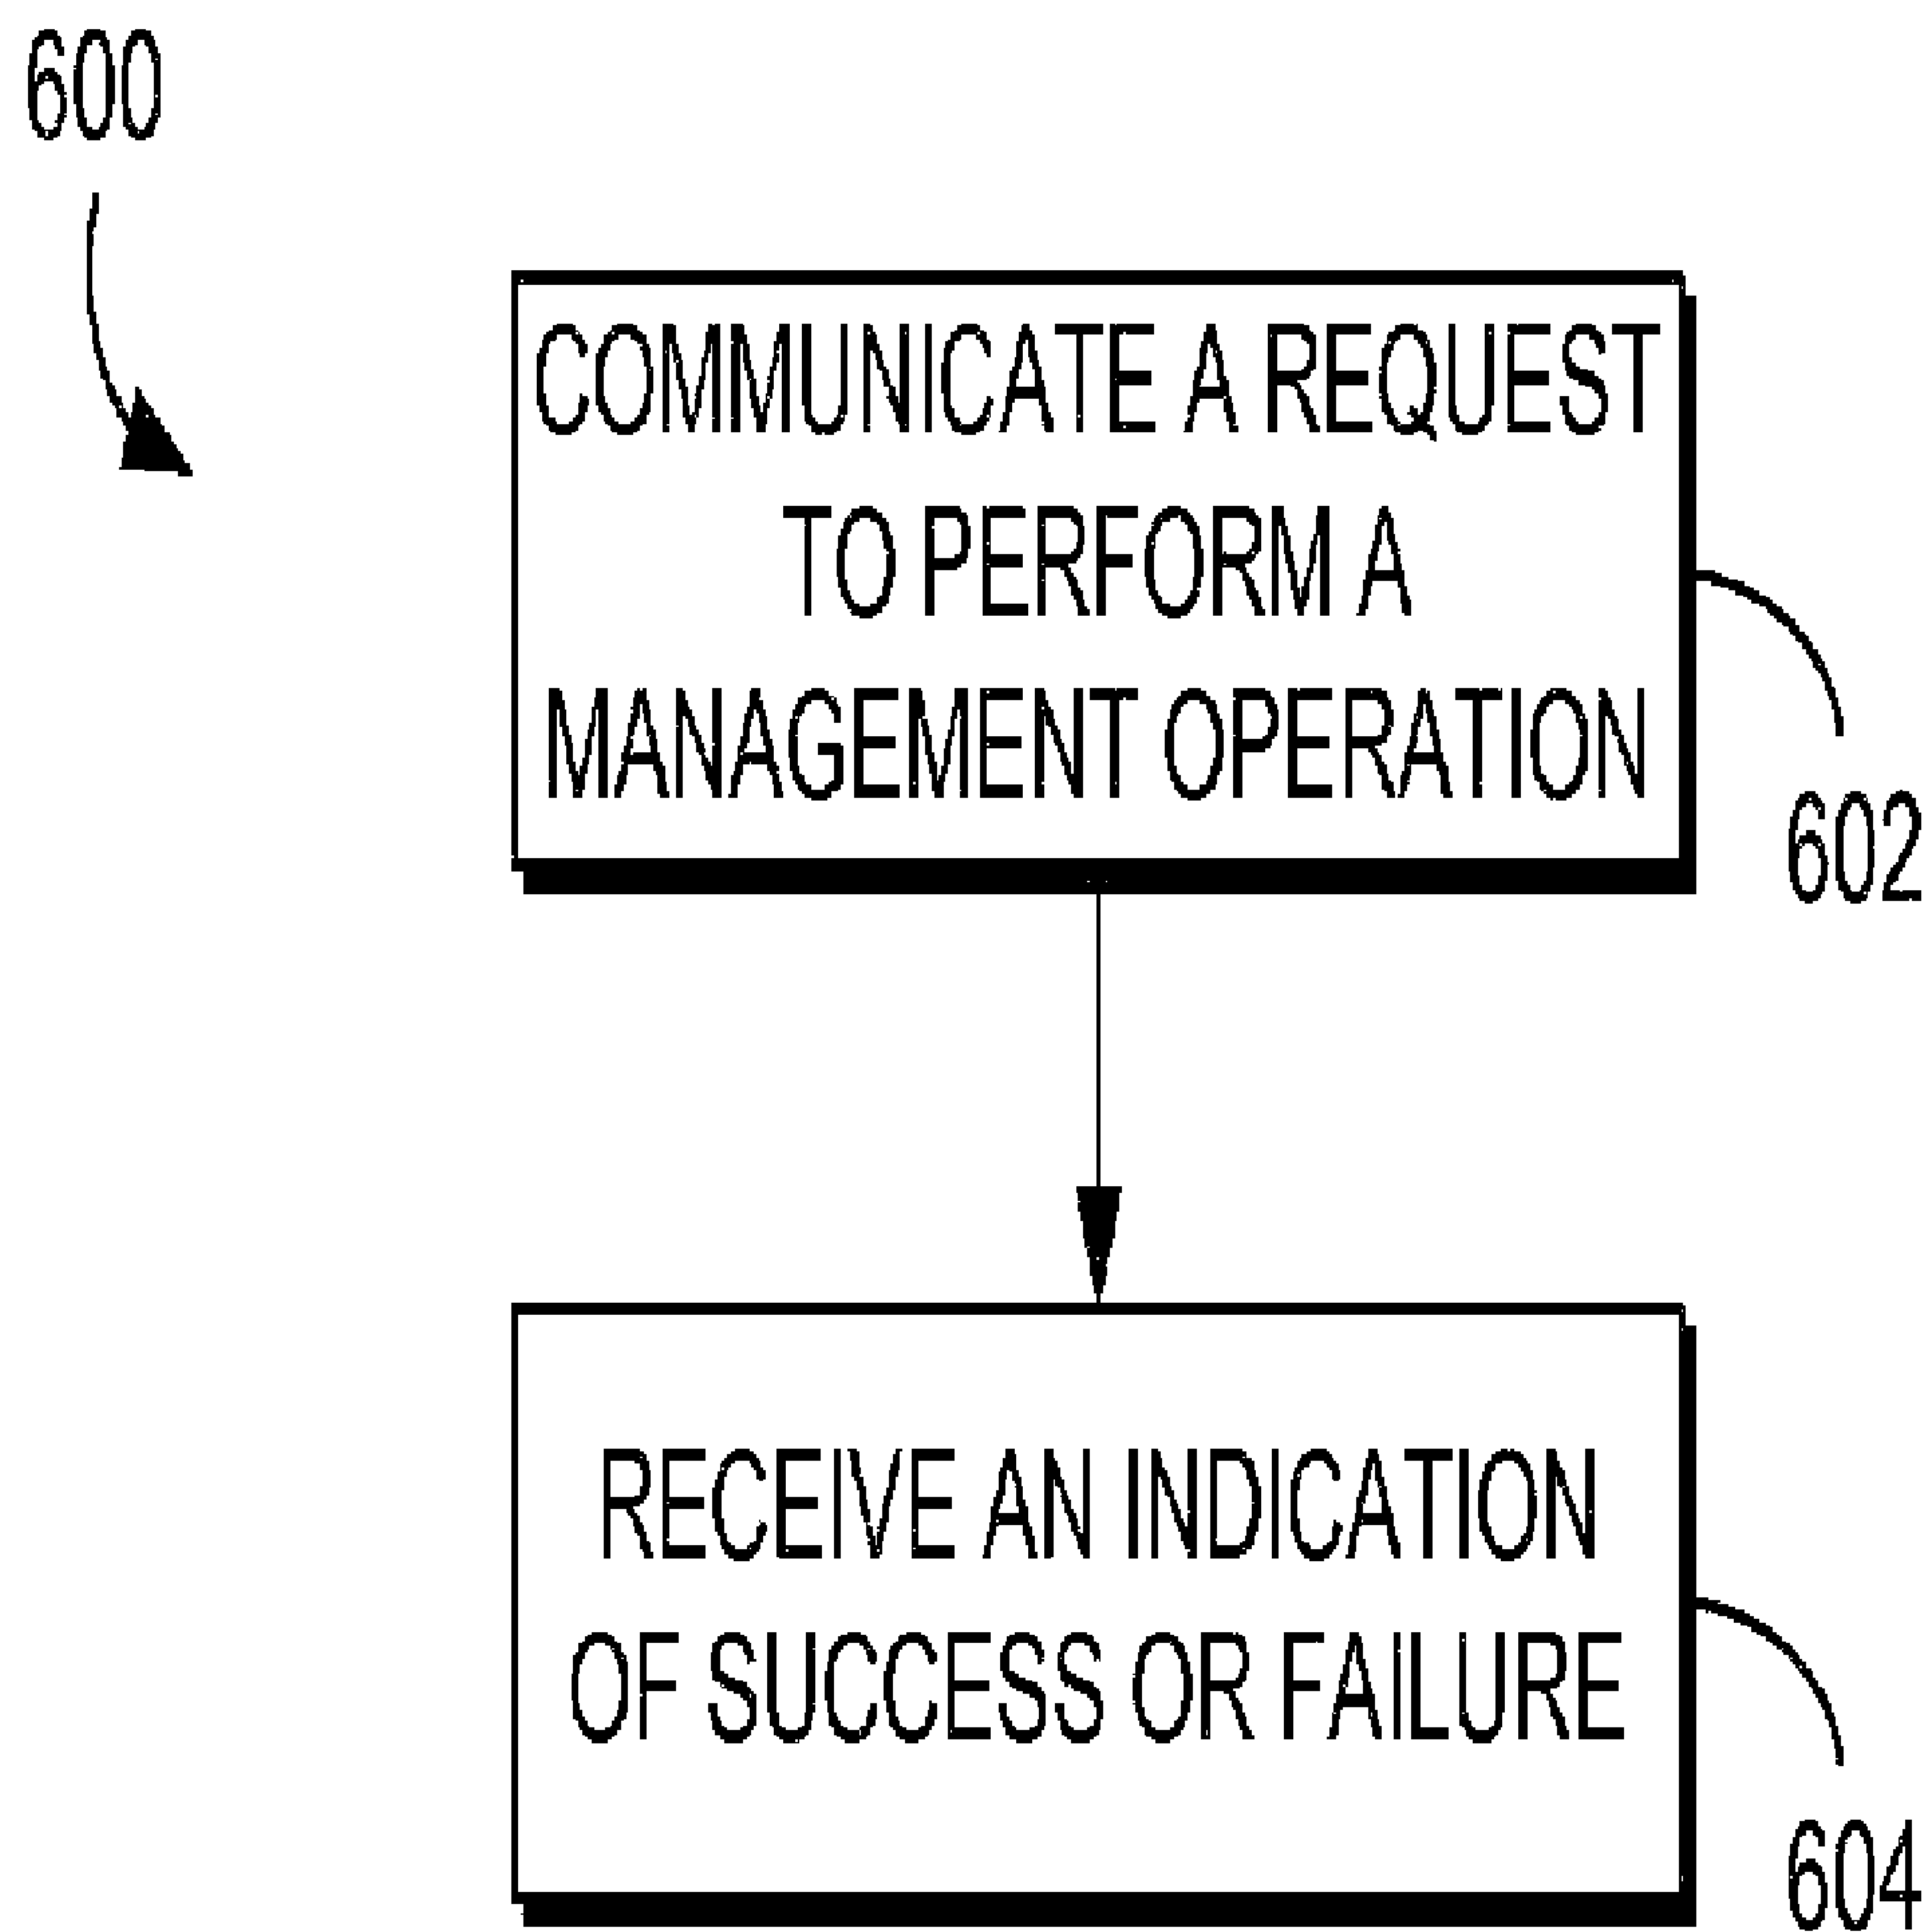 600
COMMUNICATE A REQUEST
TO PERFORM A
MANAGEMENT OPERATION
602
RECEIVE AN INDICATION
OF SUCCESS OR FAILURE
604